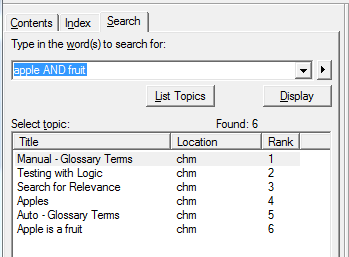 Contents Index Search
Type in the word(s) to search for:
apple AND fruit
List Topics Display
Select topic: Found: 6
Title Location Rank
Manual - Glossary Terms chm 1
Testing with Logic chm 2
Search for Relevance chm 3
Apples chm 4
Auto - Glossary Terms chm 5
Apple is a fruit chm 6